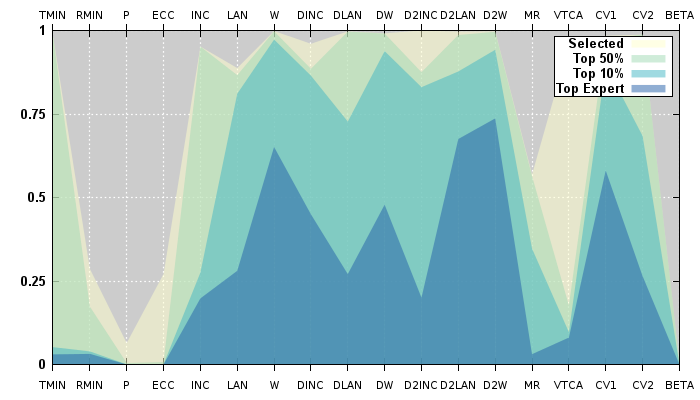 TMIN RMIN P ECC INC LAN W DINC DLAN DW D2INC D2LAN D2W MR VTCA CV1 CV2 BETA
1
Selected
Top 50%
Top 10%
Top Expert
0.75
0.5
0.25
0
TMIN RMIN P ECC INC LAN W DINC DLAN DW D2INC D2LAN D2W MR VTCA CV1 CV2 BETA